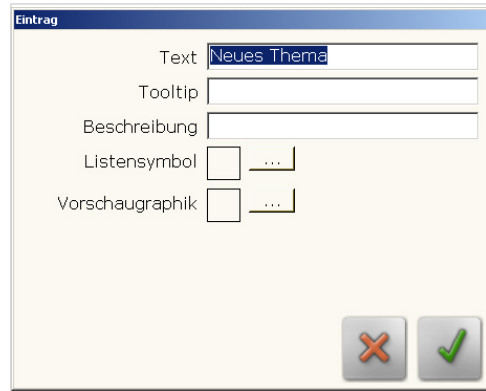 Eintrag
Text Neues Thema
Tooltip
Beschreibung
Listensymbol ...
Vorschaugraphik ...